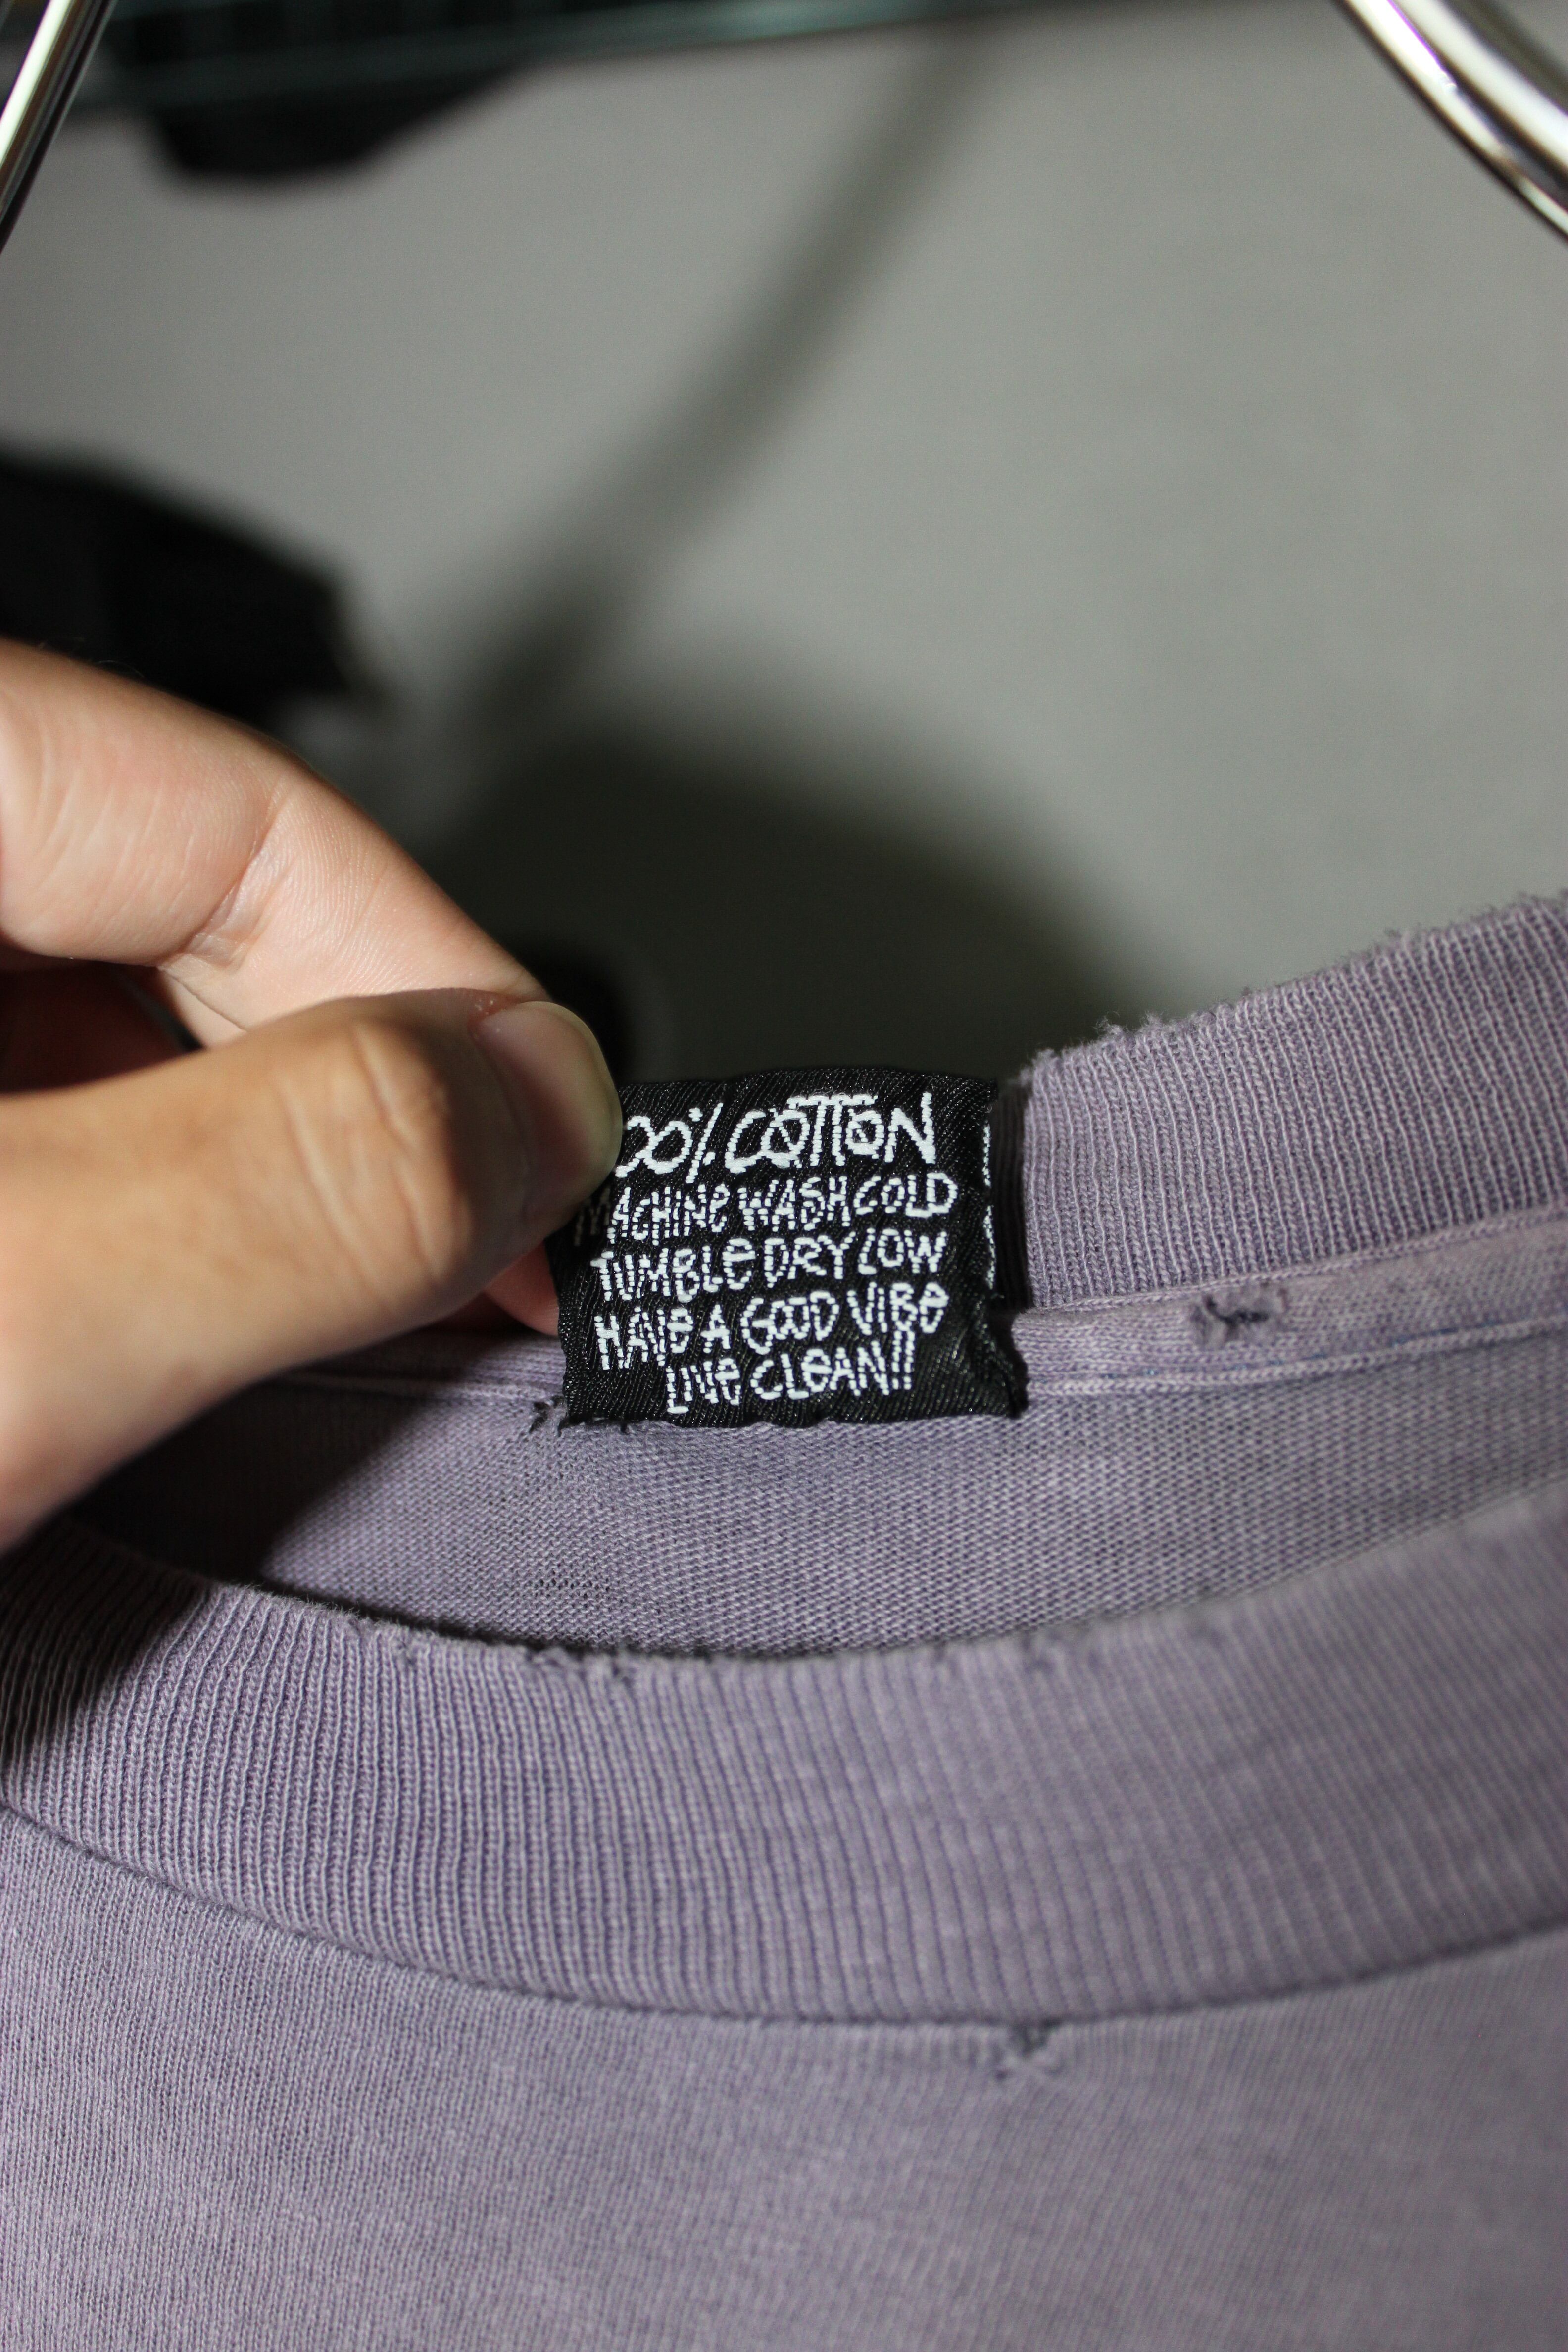 00% COTTON
MACHINE WASH COLD
TUMBLE DRY LOW
HAVE A GOOD VIBE
LIVE CLEAN!!